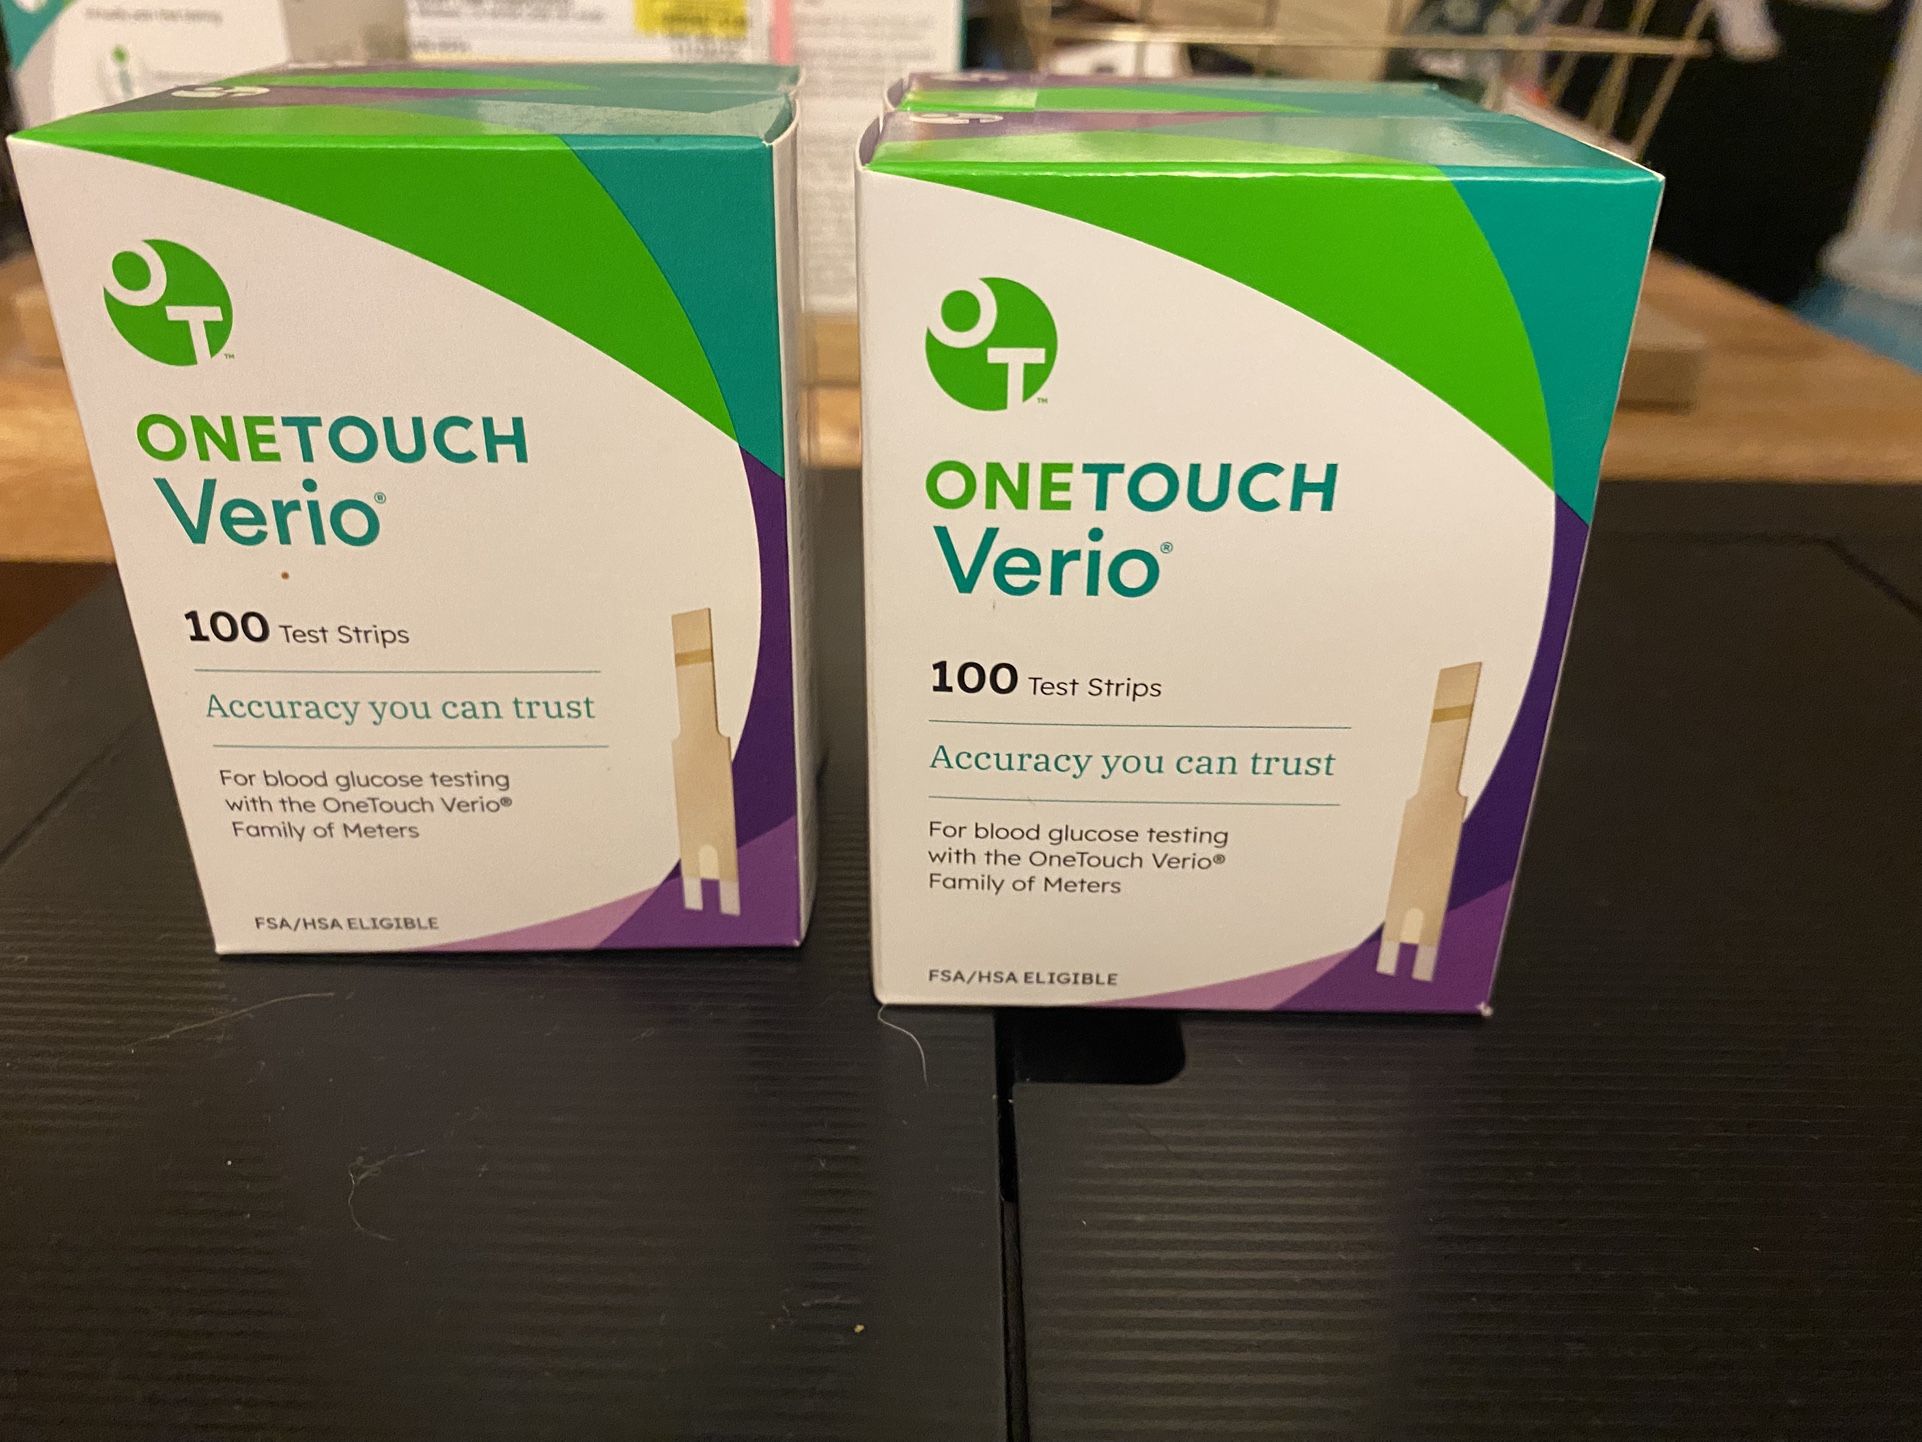 OT™
ONETOUCH
Verio®
100 Test Strips
Accuracy you can trust
For blood glucose testing
with the OneTouch Verio®
Family of Meters
FSA/HSA ELIGIBLE
OT™
ONETOUCH
Verio®
100 Test Strips
Accuracy you can trust
For blood glucose testing
with the OneTouch Verio®
Family of Meters
FSA/HSA ELIGIBLE